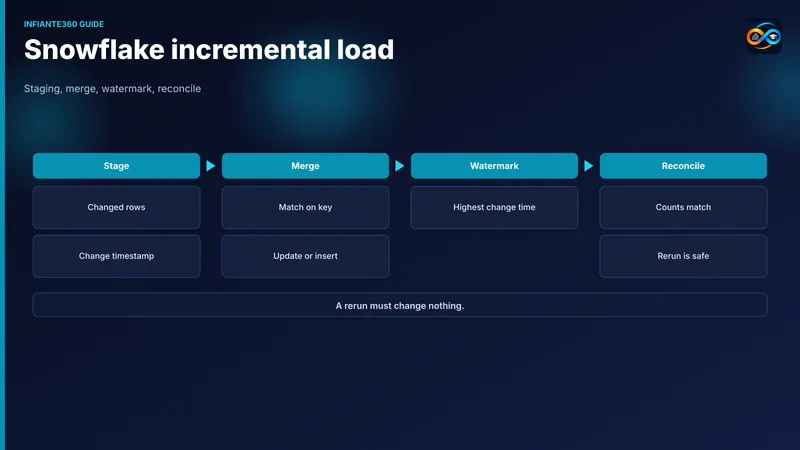 INFIANTE360 GUIDE
Snowflake incremental load
Staging, merge, watermark, reconcile
Stage
Merge
Watermark
Reconcile
Changed rows
Match on key
Highest change time
Counts match
Change timestamp
Update or insert
Rerun is safe
A rerun must change nothing.